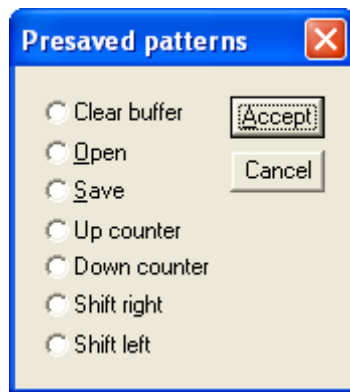 Presaved patterns
Clear buffer
Accept
Open
Cancel
Save
Up counter
Down counter
Shift right
Shift left